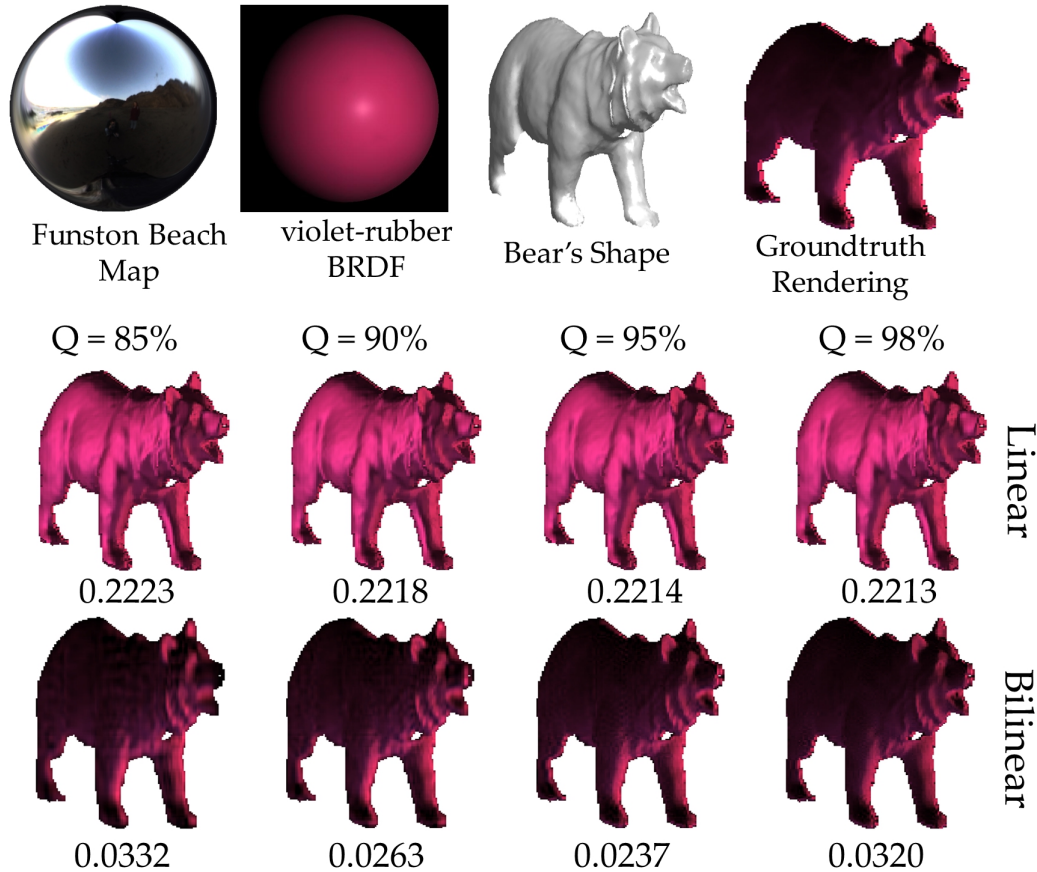 Funston Beach
Map
violet-rubber
BRDF
Bear's Shape
Groundtruth
Rendering
Q = 85%
Q = 90%
Q = 95%
Q = 98%
Linear
0.2223
0.2218
0.2214
0.2213
Bilinear
0.0332
0.0263
0.0237
0.0320